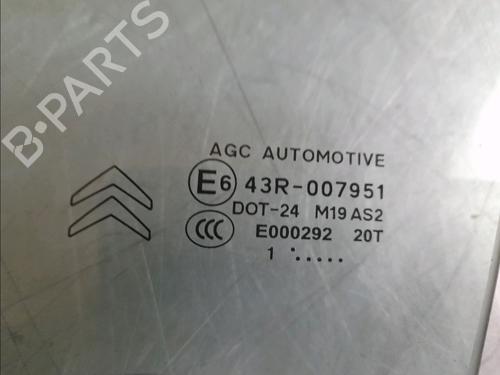 B-PARTS
AGC AUTOMOTIVE
E6 43R-007951
DOT-24 M19 AS2
CCC E000292 20T
1 ⁚.....